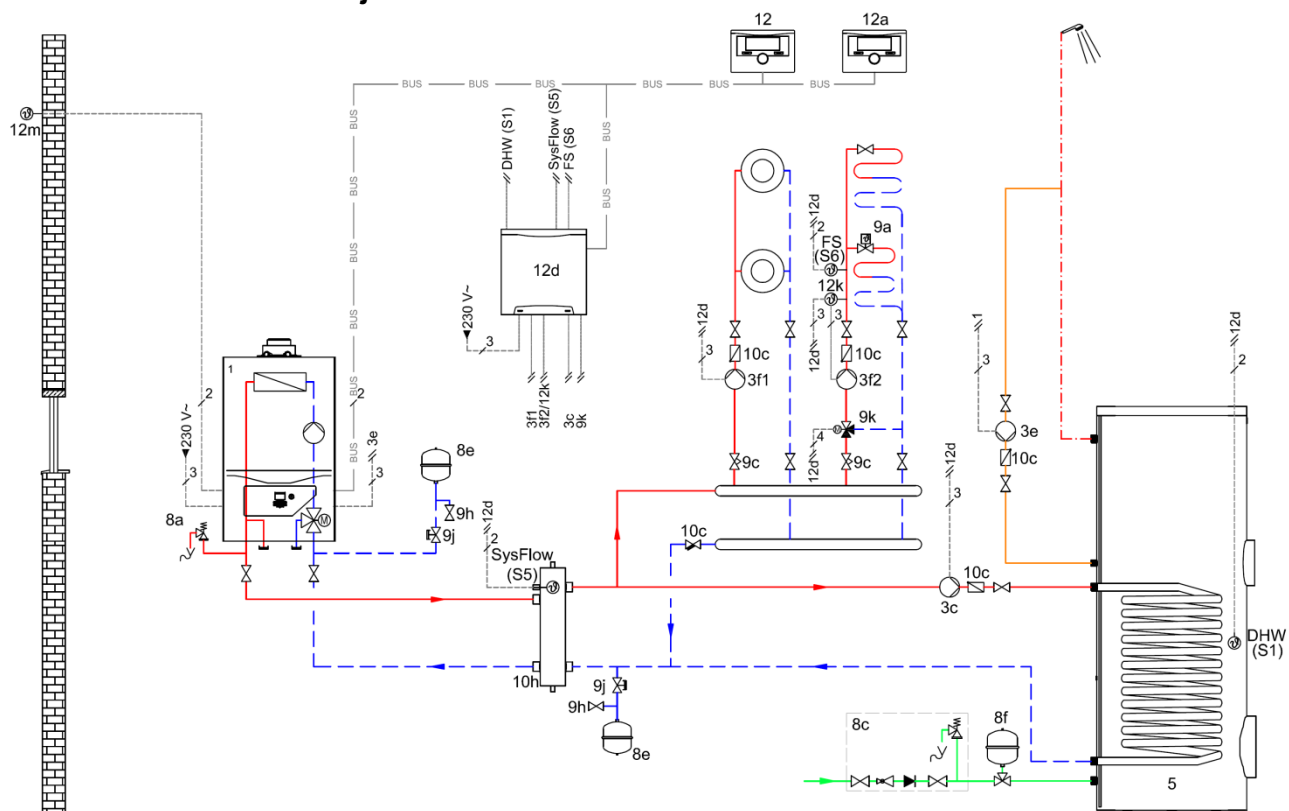 12
12a
BUS
BUS
BUS
BUS
BUS
BUS
12m
BUS
BUS
BUS
BUS
BUS
BUS
DHW (S1)
SysFlow (S5)
FS (S6
12d
230 V~
3
3f1
3f2/12k
3c
9k
12d
2
FS
(S6)
9a
12k
3
3
12d
12d
3
10c
10c
3f1
3f2
9k
M
4
12d
9c
9c
1
3
3e
10c
12d
2
1
2
2
230 V~
3
3e
3
M
8a
8e
9h
9j
12d
2
SysFlow
(S5)
10c
12d
3
10c
3c
DHW
(S1)
10h
9j
9h
8e
8c
8f
5